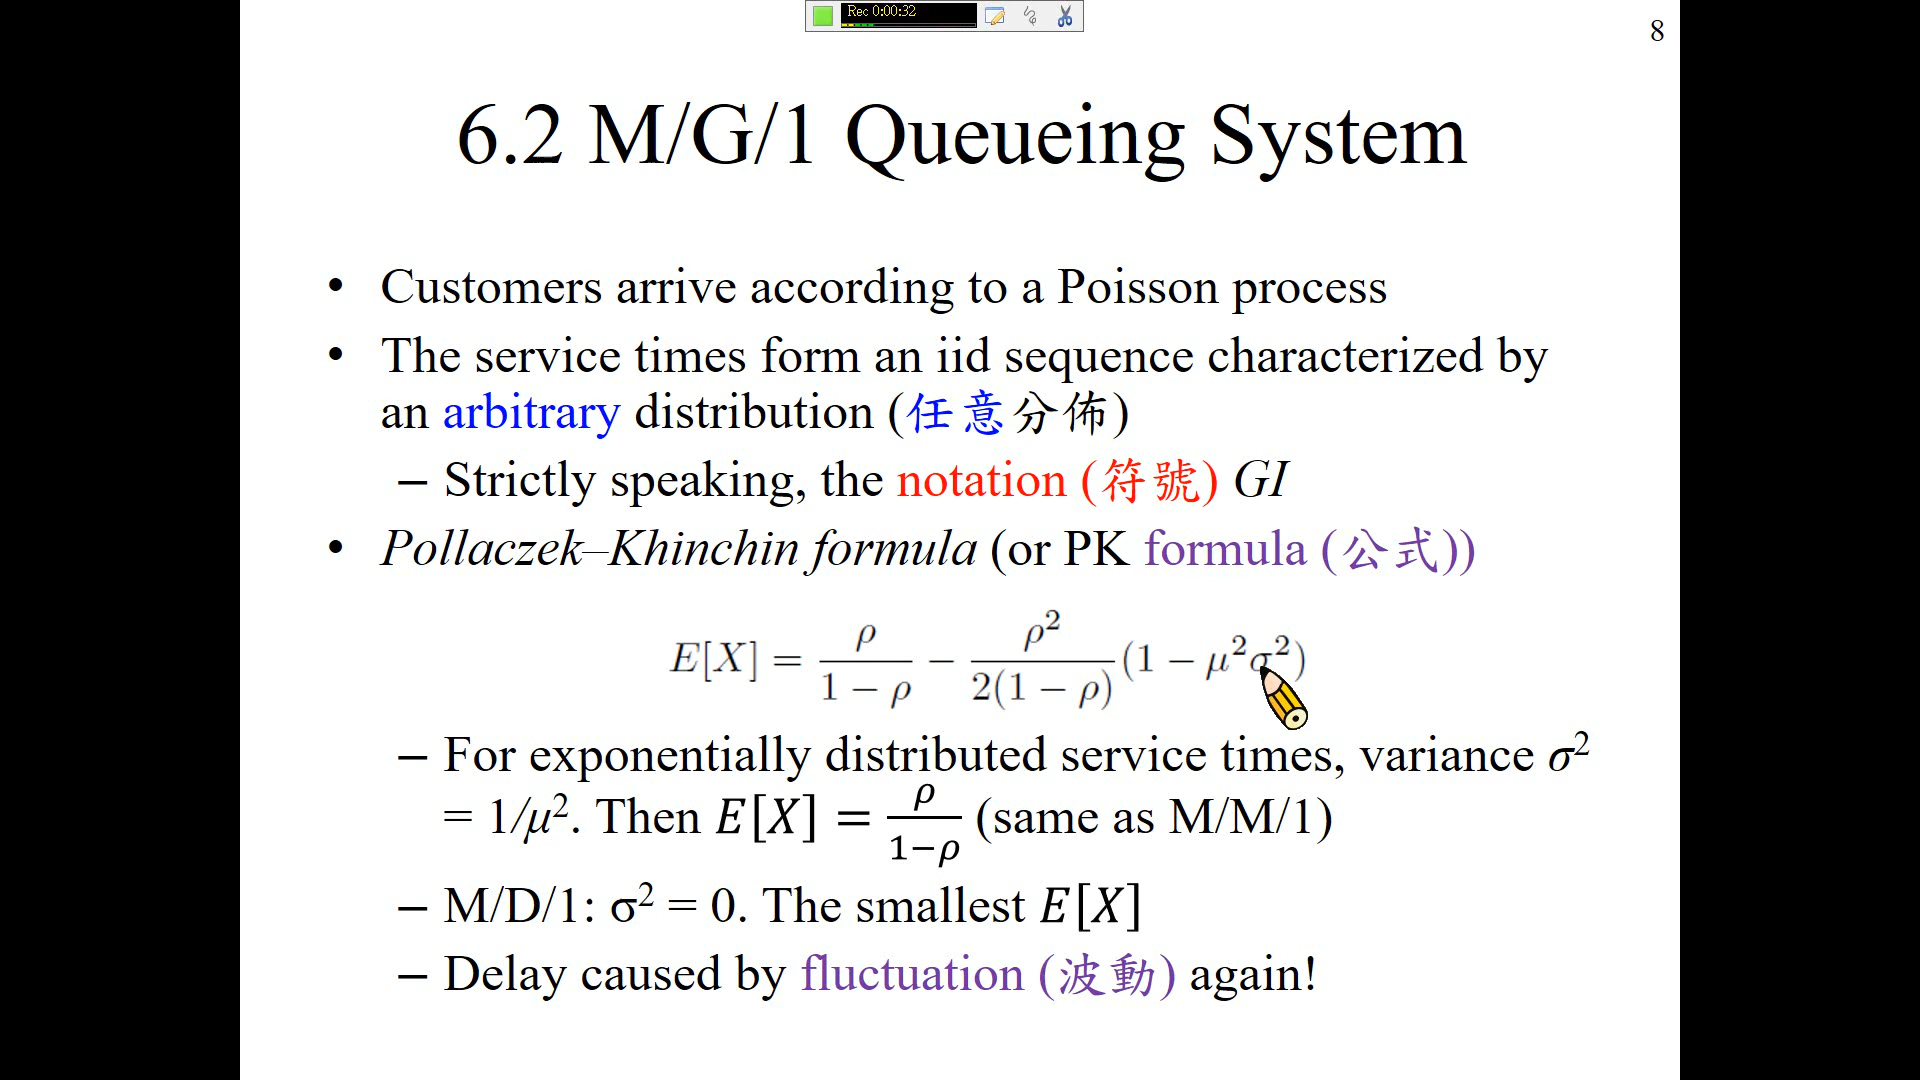 Rec 0:00:32
8
6.2 M/G/1 Queueing System
• Customers arrive according to a Poisson process
• The service times form an iid sequence characterized by
an arbitrary distribution (任意分佈)
– Strictly speaking, the notation (符號) GI
• Pollaczek–Khinchin formula (or PK formula (公式))
E[X] = ρ/(1 − ρ) − ρ²/(2(1 − ρ)) (1 − μ²σ²)
– For exponentially distributed service times, variance σ²
= 1/μ². Then E[X] = ρ/(1−ρ) (same as M/M/1)
– M/D/1: σ² = 0. The smallest E[X]
– Delay caused by fluctuation (波動) again!